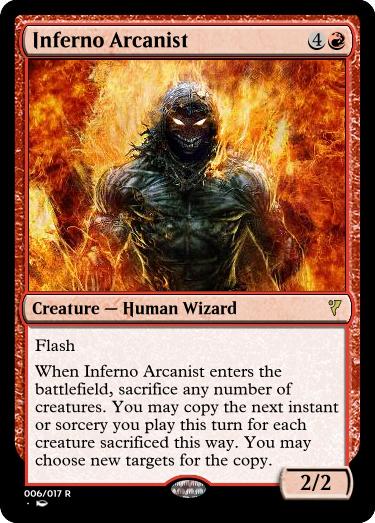 Inferno Arcanist 4
Creature — Human Wizard
Flash
When Inferno Arcanist enters the
battlefield, sacrifice any number of
creatures. You may copy the next instant
or sorcery you play this turn for each
creature sacrificed this way. You may
choose new targets for the copy.
2/2
006/017 R